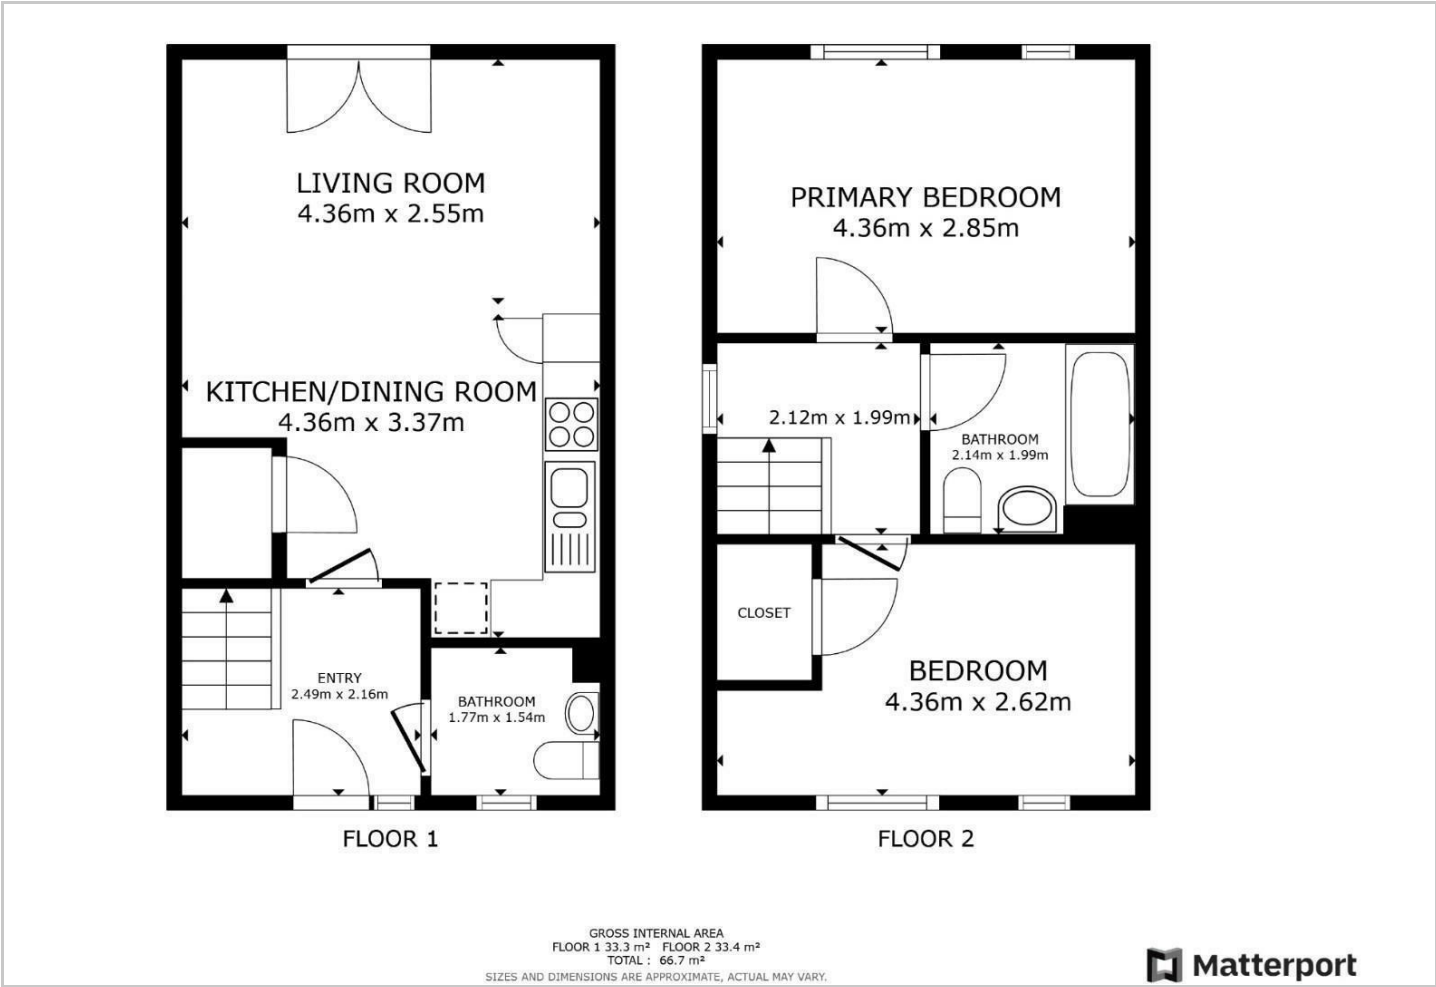 LIVING ROOM
4.36m x 2.55m
KITCHEN/DINING ROOM
4.36m x 3.37m
ENTRY
2.49m x 2.16m
BATHROOM
1.77m x 1.54m
FLOOR 1
PRIMARY BEDROOM
4.36m x 2.85m
2.12m x 1.99m
BATHROOM
2.14m x 1.99m
CLOSET
BEDROOM
4.36m x 2.62m
FLOOR 2
GROSS INTERNAL AREA
FLOOR 1 33.3 m² FLOOR 2 33.4 m²
TOTAL : 66.7 m²
SIZES AND DIMENSIONS ARE APPROXIMATE, ACTUAL MAY VARY.
Matterport